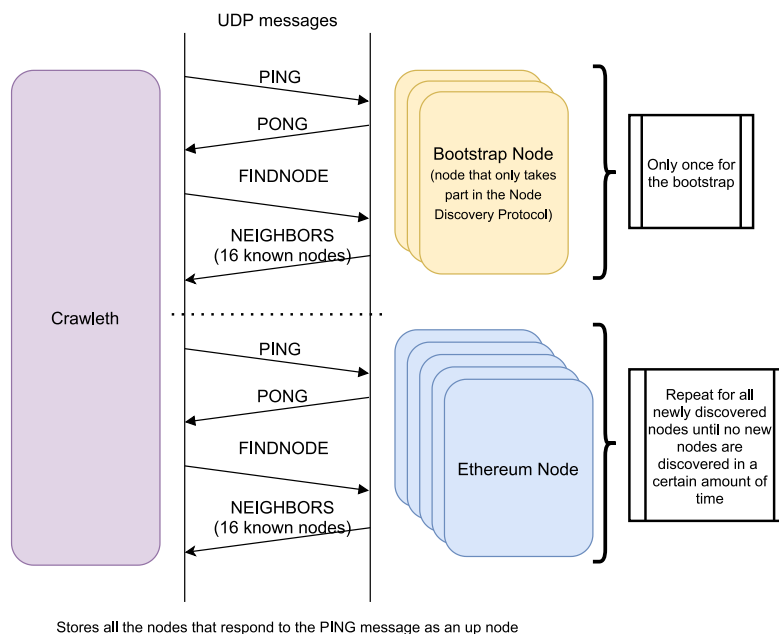 UDP messages
PING
PONG
FINDNODE
NEIGHBORS
(16 known nodes)
Bootstrap Node
(node that only takes
part in the Node
Discovery Protocol)
Only once for
the bootstrap
Crawleth
PING
PONG
FINDNODE
NEIGHBORS
(16 known nodes)
Ethereum Node
Repeat for all
newly discovered
nodes until no new
nodes are
discovered in a
certain amount of
time
Stores all the nodes that respond to the PING message as an up node